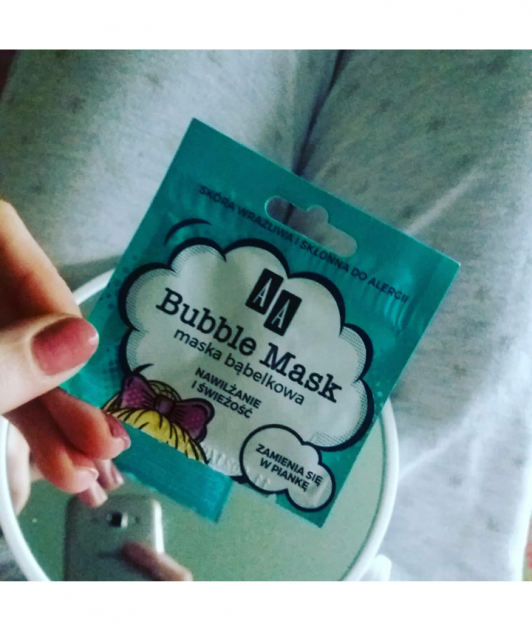 SKÓRA WRAŻLIWA I SKŁONNA DO ALERGII
AA
Bubble Mask
maska bąbelkowa
NAWILŻANIE
I ŚWIEŻOŚĆ
ZAMIENIA SIĘ
W PIANKĘ